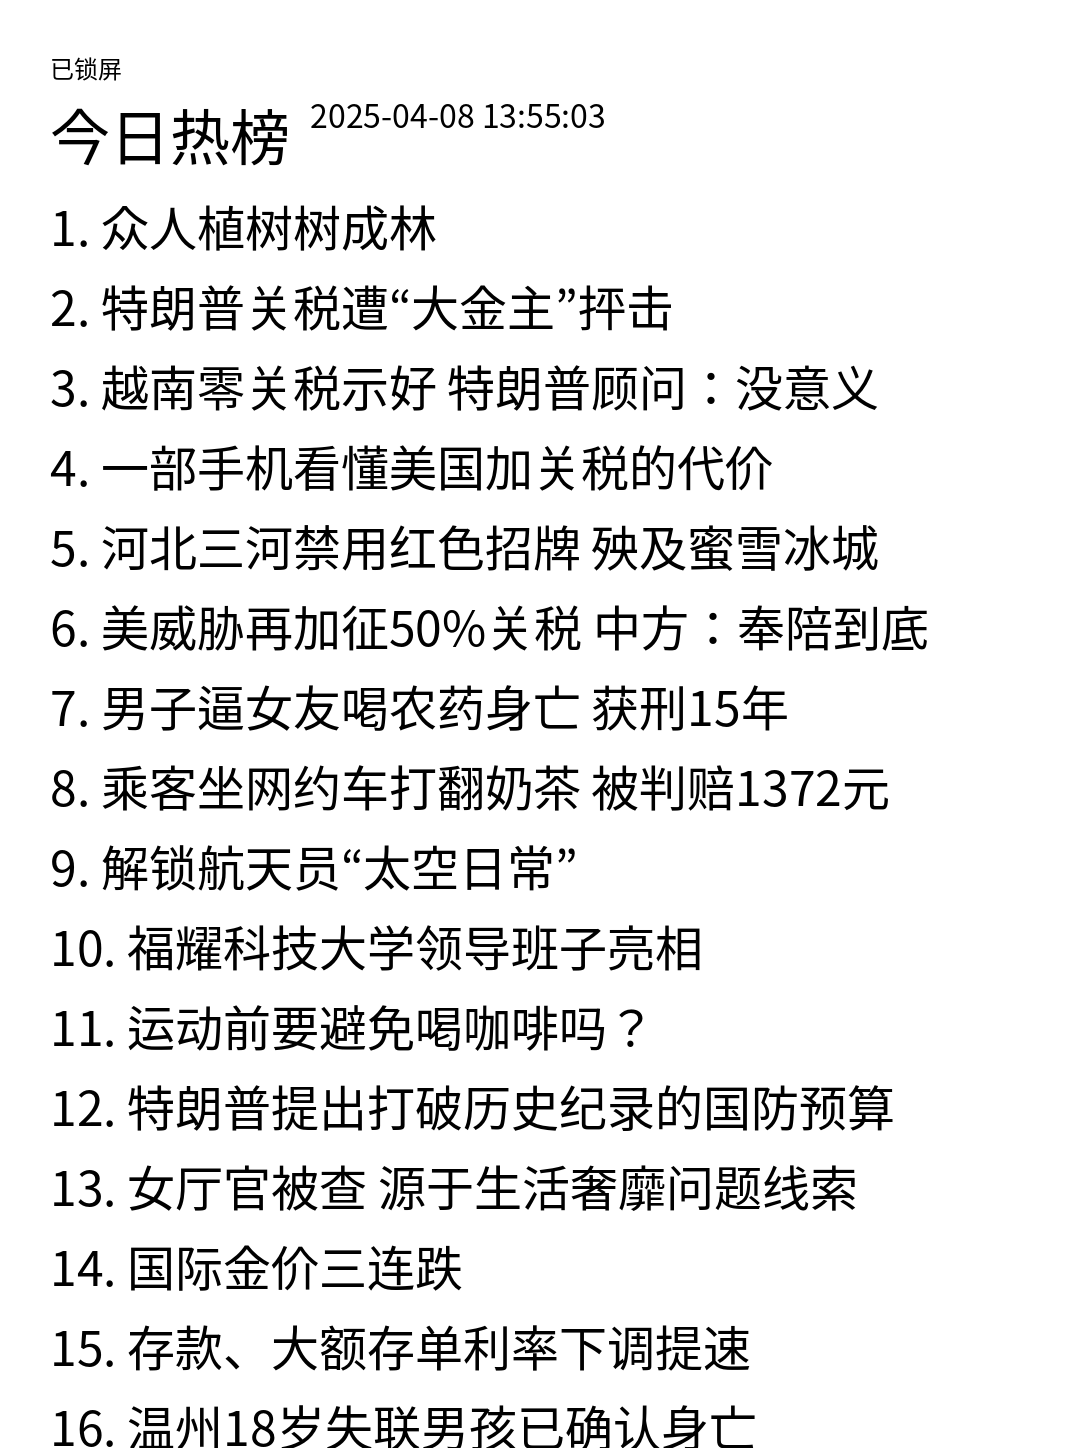 已锁屏
今日热榜 2025-04-08 13:55:03
1. 众人植树树成林
2. 特朗普关税遭“大金主”抨击
3. 越南零关税示好 特朗普顾问：没意义
4. 一部手机看懂美国加关税的代价
5. 河北三河禁用红色招牌 殃及蜜雪冰城
6. 美威胁再加征50%关税 中方：奉陪到底
7. 男子逼女友喝农药身亡 获刑15年
8. 乘客坐网约车打翻奶茶 被判赔1372元
9. 解锁航天员“太空日常”
10. 福耀科技大学领导班子亮相
11. 运动前要避免喝咖啡吗？
12. 特朗普提出打破历史纪录的国防预算
13. 女厅官被查 源于生活奢靡问题线索
14. 国际金价三连跌
15. 存款、大额存单利率下调提速
16. 温州18岁失联男孩已确认身亡